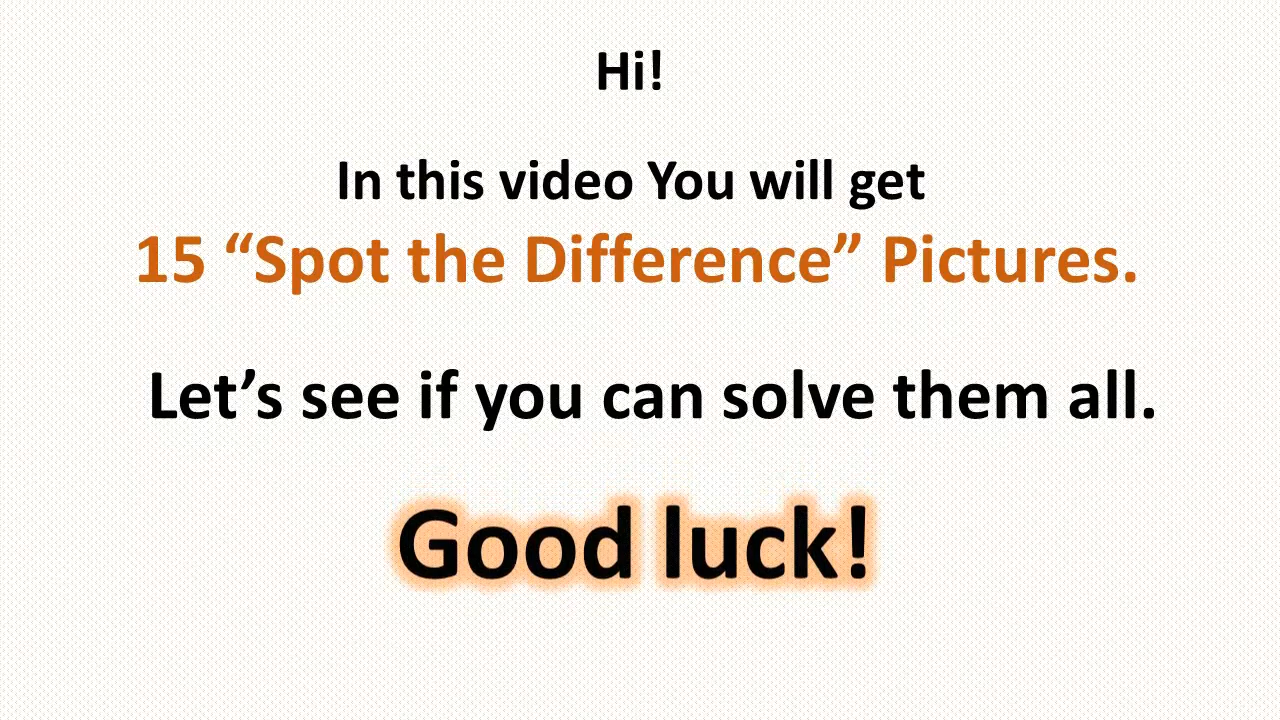 Hi!
In this video You will get
15 “Spot the Difference” Pictures.
Let’s see if you can solve them all.
Good luck!